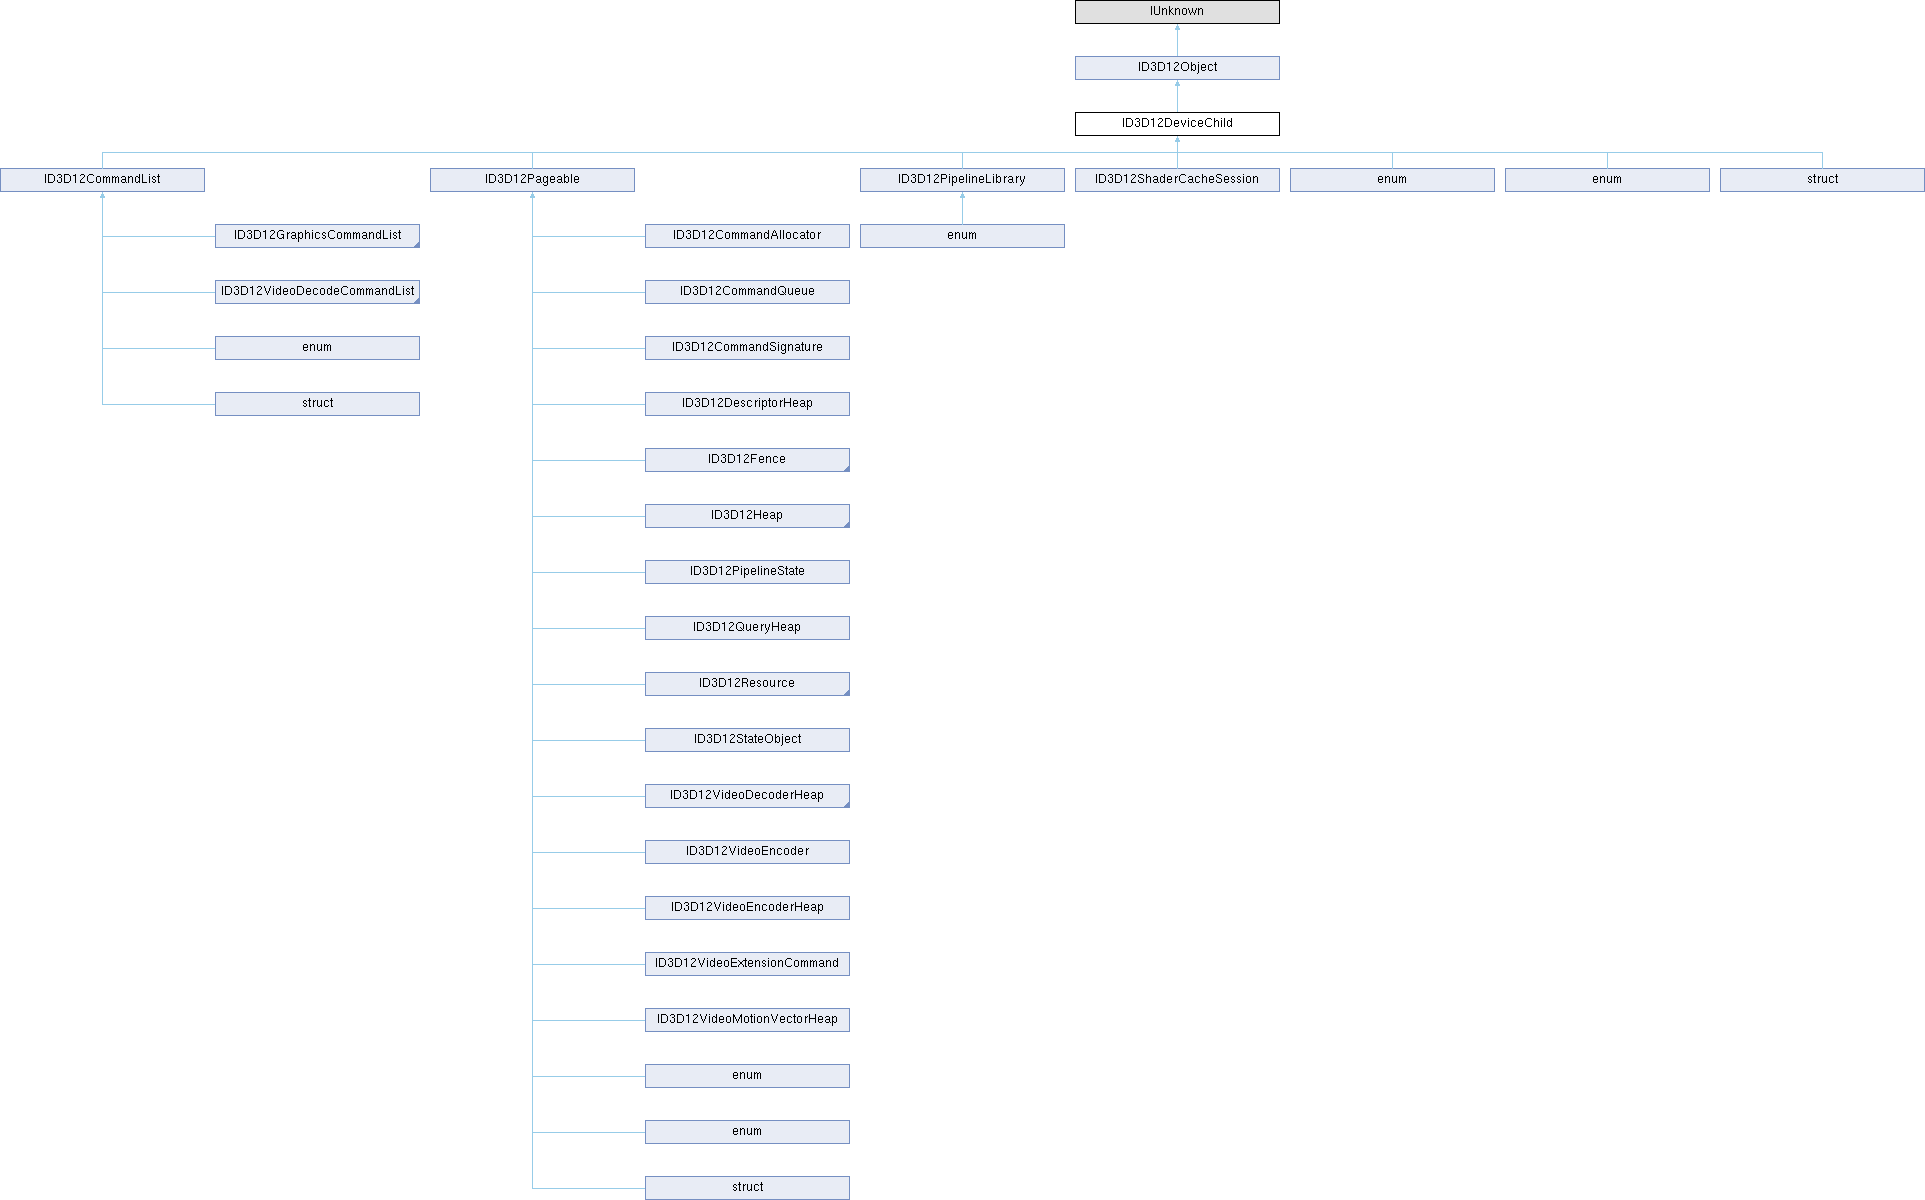 IUnknown
ID3D12Object
ID3D12DeviceChild
ID3D12CommandList
ID3D12Pageable
ID3D12PipelineLibrary
ID3D12ShaderCacheSession
enum
enum
struct
ID3D12GraphicsCommandList
ID3D12VideoDecodeCommandList
enum
struct
ID3D12CommandAllocator
ID3D12CommandQueue
ID3D12CommandSignature
ID3D12DescriptorHeap
ID3D12Fence
ID3D12Heap
ID3D12PipelineState
ID3D12QueryHeap
ID3D12Resource
ID3D12StateObject
ID3D12VideoDecoderHeap
ID3D12VideoEncoder
ID3D12VideoEncoderHeap
ID3D12VideoExtensionCommand
ID3D12VideoMotionVectorHeap
enum
enum
struct
enum